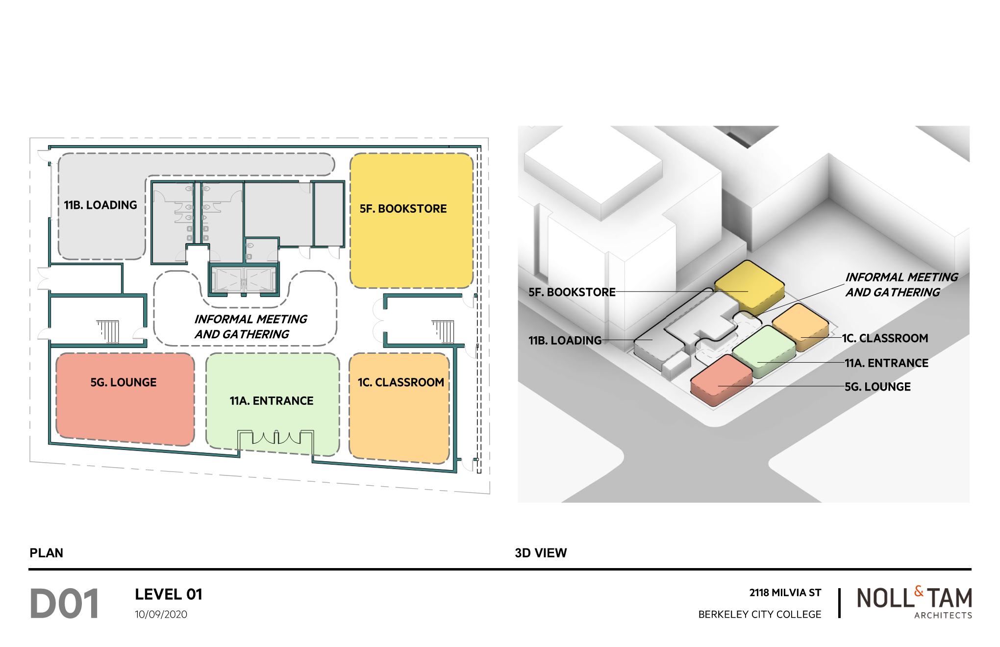 11B. LOADING
5F. BOOKSTORE
INFORMAL MEETING
AND GATHERING
5G. LOUNGE
11A. ENTRANCE
1C. CLASSROOM
INFORMAL MEETING
AND GATHERING
5F. BOOKSTORE
11B. LOADING
1C. CLASSROOM
11A. ENTRANCE
5G. LOUNGE
PLAN
3D VIEW
D01
LEVEL 01
10/09/2020
2118 MILVIA ST
BERKELEY CITY COLLEGE
NOLL & TAM
ARCHITECTS